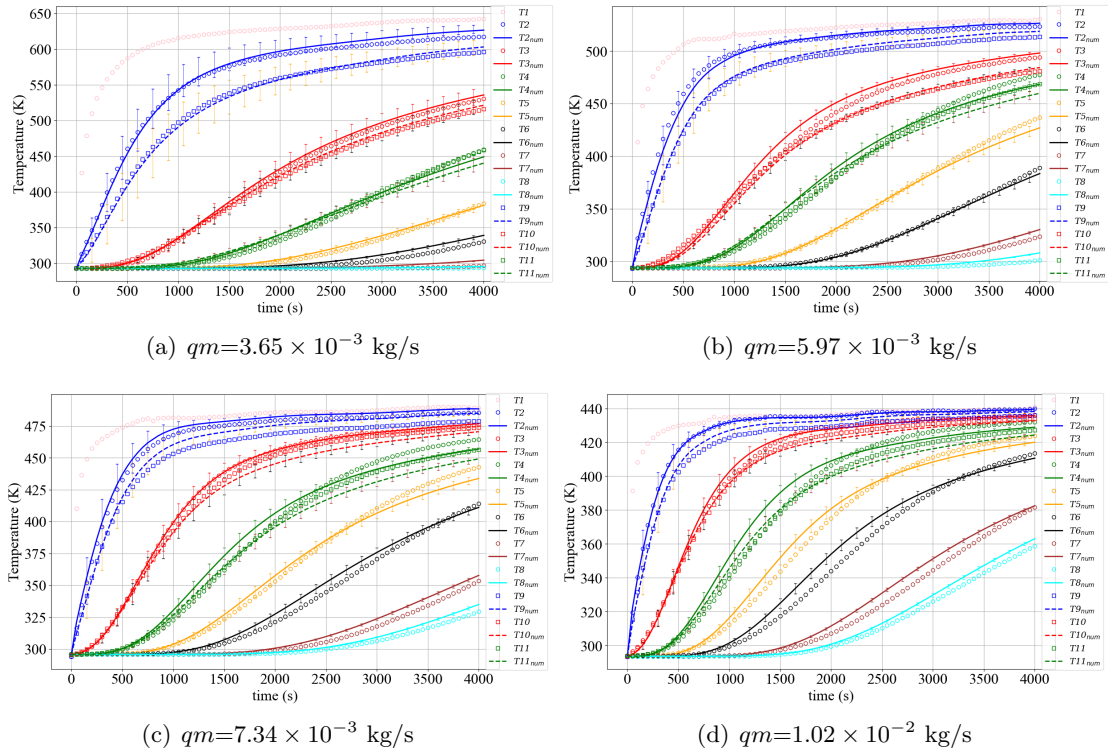 Temperature (K)
650
600
550
500
450
400
350
300
0 500 1000 1500 2000 2500 3000 3500 4000
time (s)
T1
T2
T2num
T3
T3num
T4
T4num
T5
T5num
T6
T6num
T7
T7num
T8
T8num
T9
T9num
T10
T10num
T11
T11num
(a) qm=3.65 × 10⁻³ kg/s
Temperature (K)
500
450
400
350
300
0 500 1000 1500 2000 2500 3000 3500 4000
time (s)
T1
T2
T2num
T3
T3num
T4
T4num
T5
T5num
T6
T6num
T7
T7num
T8
T8num
T9
T9num
T10
T10num
T11
T11num
(b) qm=5.97 × 10⁻³ kg/s
Temperature (K)
475
450
425
400
375
350
325
300
0 500 1000 1500 2000 2500 3000 3500 4000
time (s)
T1
T2
T2num
T3
T3num
T4
T4num
T5
T5num
T6
T6num
T7
T7num
T8
T8num
T9
T9num
T10
T10num
T11
T11num
(c) qm=7.34 × 10⁻³ kg/s
Temperature (K)
440
420
400
380
360
340
320
300
0 500 1000 1500 2000 2500 3000 3500 4000
time (s)
T1
T2
T2num
T3
T3num
T4
T4num
T5
T5num
T6
T6num
T7
T7num
T8
T8num
T9
T9num
T10
T10num
T11
T11num
(d) qm=1.02 × 10⁻² kg/s